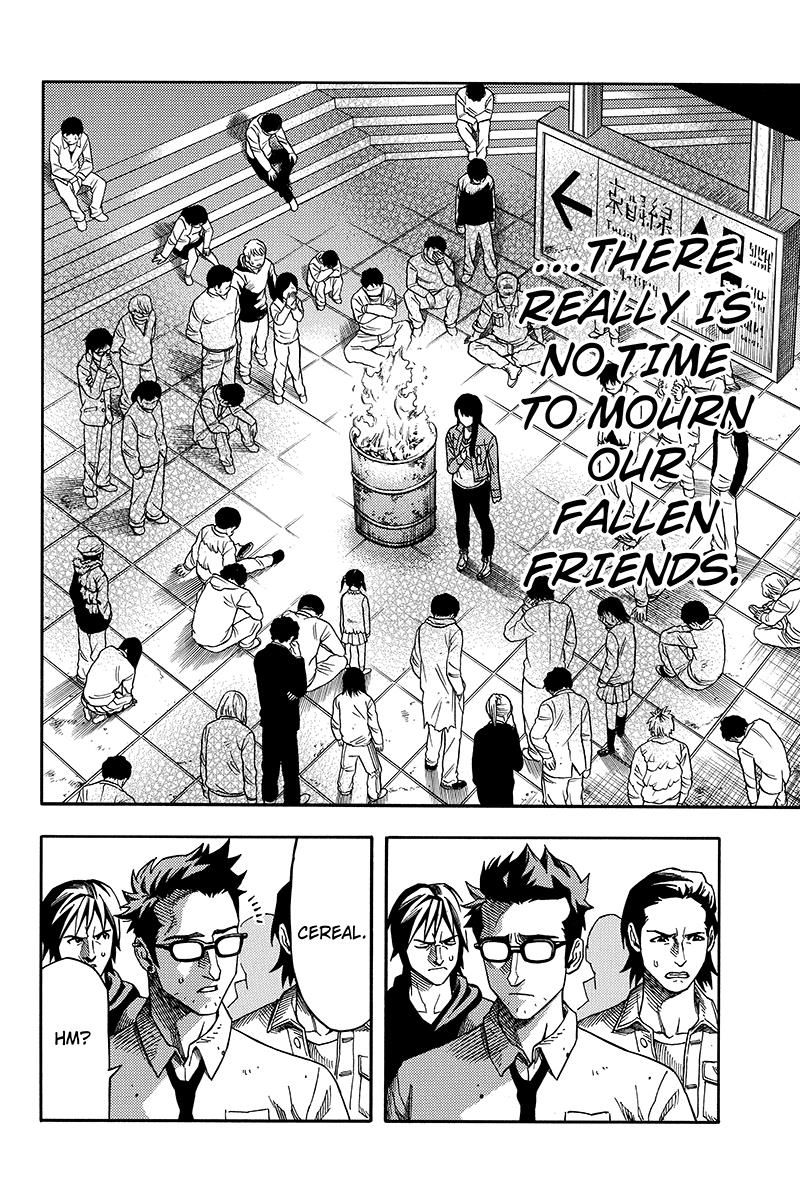 ...THERE
REALLY IS
NO TIME
TO MOURN
OUR
FALLEN
FRIENDS.
CEREAL.
HM?